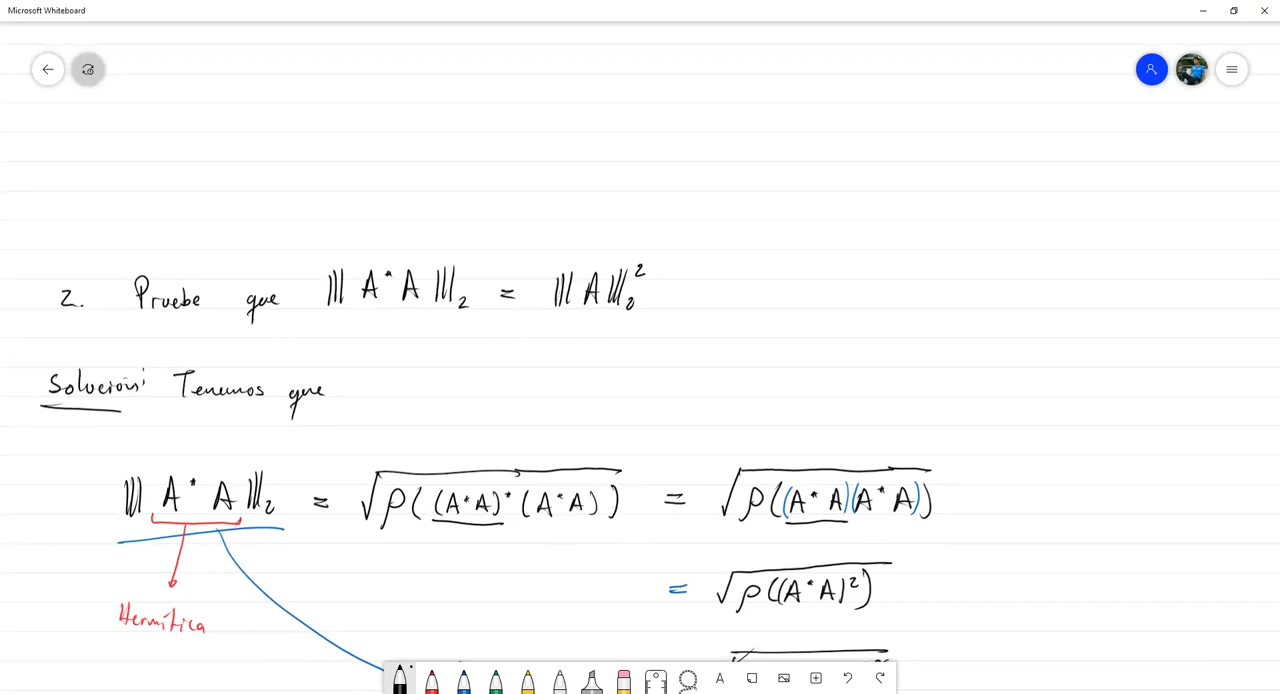 Microsoft Whiteboard
2. Pruebe que ||| A*A |||₂ = ||| A |||₂²
Solución: Tenemos que
||| A*A |||₂ = √ρ((A*A)*(A*A)) = √ρ((A*A)(A*A))
= √ρ((A*A)²)
Hermítica
A